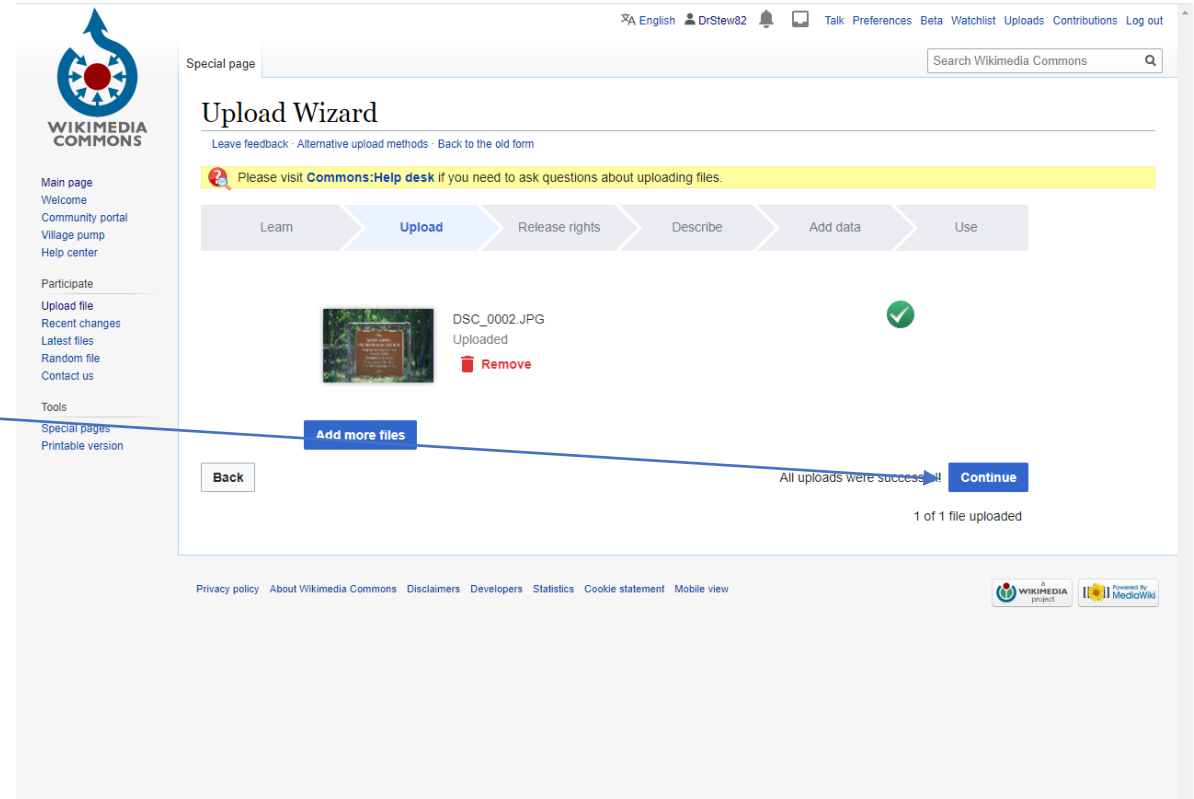 English DrStew82 Talk Preferences Beta Watchlist Uploads Contributions Log out
Special page
Search Wikimedia Commons
WIKIMEDIA
COMMONS
Upload Wizard
Leave feedback · Alternative upload methods · Back to the old form
Please visit Commons:Help desk if you need to ask questions about uploading files.
Main page
Welcome
Community portal
Village pump
Help center
Participate
Upload file
Recent changes
Latest files
Random file
Contact us
Tools
Special pages
Printable version
Learn Upload Release rights Describe Add data Use
DSC_0002.JPG
Uploaded
Remove
Add more files
Back
All uploads were successful! Continue
1 of 1 file uploaded
Privacy policy About Wikimedia Commons Disclaimers Developers Statistics Cookie statement Mobile view
a
WIKIMEDIA
project
Powered By
MediaWiki